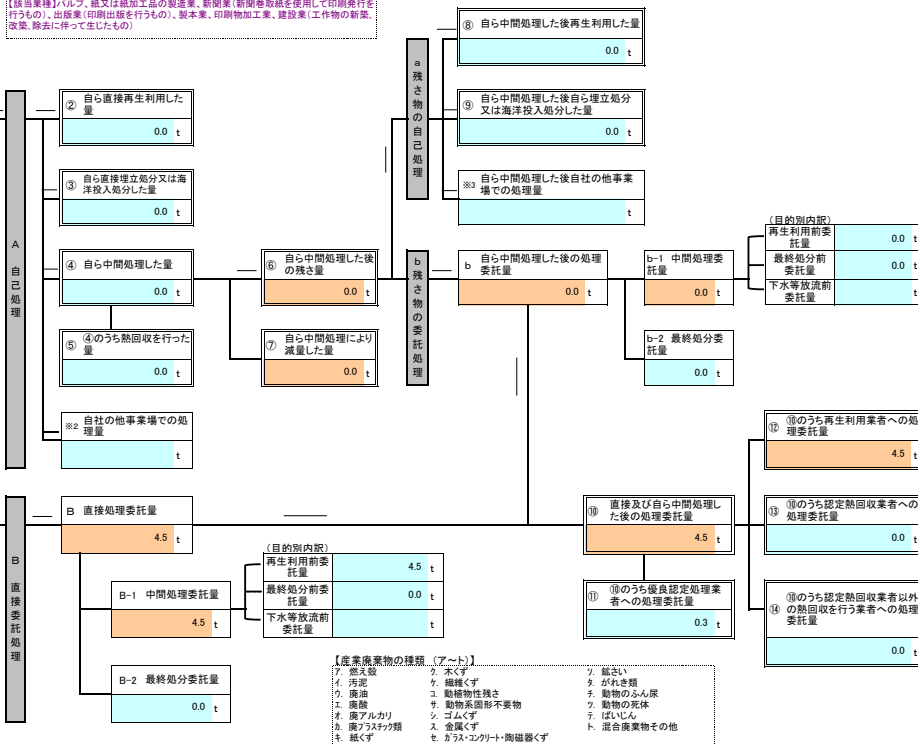 【該当業種】パルプ、紙又は紙加工品の製造業、新聞業(新聞巻取紙を使用して印刷発行を
行うもの)、出版業(印刷出版を行うもの)、製本業、印刷物加工業、建設業(工作物の新築、
改築、除去に伴って生じたもの)
⑧ 自ら中間処理した後再生利用した量
0.0 t
a 残さ物の自己処理
② 自ら直接再生利用した
量
0.0 t
⑨ 自ら中間処理した後自ら埋立処分
又は海洋投入処分した量
0.0 t
③ 自ら直接埋立処分又は海
洋投入処分した量
0.0 t
※3 自ら中間処理した後自社の他事業
場での処理量
t
A 自己処理
④ 自ら中間処理した量
0.0 t
⑥ 自ら中間処理した後
の残さ量
0.0 t
b 残さ物の委託処理
b 自ら中間処理した後の処理
委託量
0.0 t
b-1 中間処理委
託量
0.0 t
(目的別内訳)
再生利用前委
託量
0.0 t
最終処分前
委託量
0.0 t
下水等放流前
委託量
t
⑤ ④のうち熱回収を行った
量
0.0 t
⑦ 自ら中間処理により
減量した量
0.0 t
b-2 最終処分委
託量
0.0 t
※2 自社の他事業場での処
理量
t
⑫ ⑩のうち再生利用業者への処
理委託量
4.5 t
B 直接委託処理
B 直接処理委託量
4.5 t
⑩ 直接及び自ら中間処理し
た後の処理委託量
4.5 t
⑬ ⑩のうち認定熱回収業者への
処理委託量
0.0 t
(目的別内訳)
再生利用前委
託量
4.5 t
最終処分前委
託量
0.0 t
下水等放流前
委託量
t
B-1 中間処理委託量
4.5 t
⑪ ⑩のうち優良認定処理業
者への処理委託量
0.3 t
⑭ ⑩のうち認定熱回収業者以外
の熱回収を行う業者への処理
委託量
0.0 t
B-2 最終処分委託量
0.0 t
【産業廃棄物の種類 (ア～ト)】
ア. 燃え殻
イ. 汚泥
ウ. 廃油
エ. 廃酸
オ. 廃アルカリ
カ. 廃プラスチック類
キ. 紙くず
ク. 木くず
ケ. 繊維くず
コ. 動植物性残さ
サ. 動物系固形不要物
シ. ゴムくず
ス. 金属くず
セ. ガラス・コンクリート・陶磁器くず
ソ. 鉱さい
タ. がれき類
チ. 動物のふん尿
ツ. 動物の死体
テ. ばいじん
ト. 混合廃棄物その他